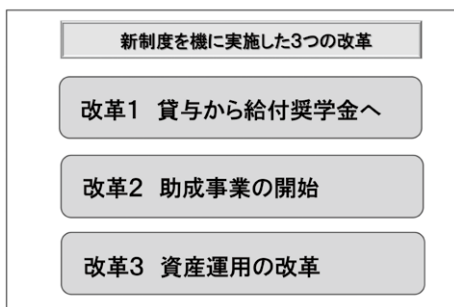 新制度を機に実施した3つの改革
改革1 貸与から給付奨学金へ
改革2 助成事業の開始
改革3 資産運用の改革